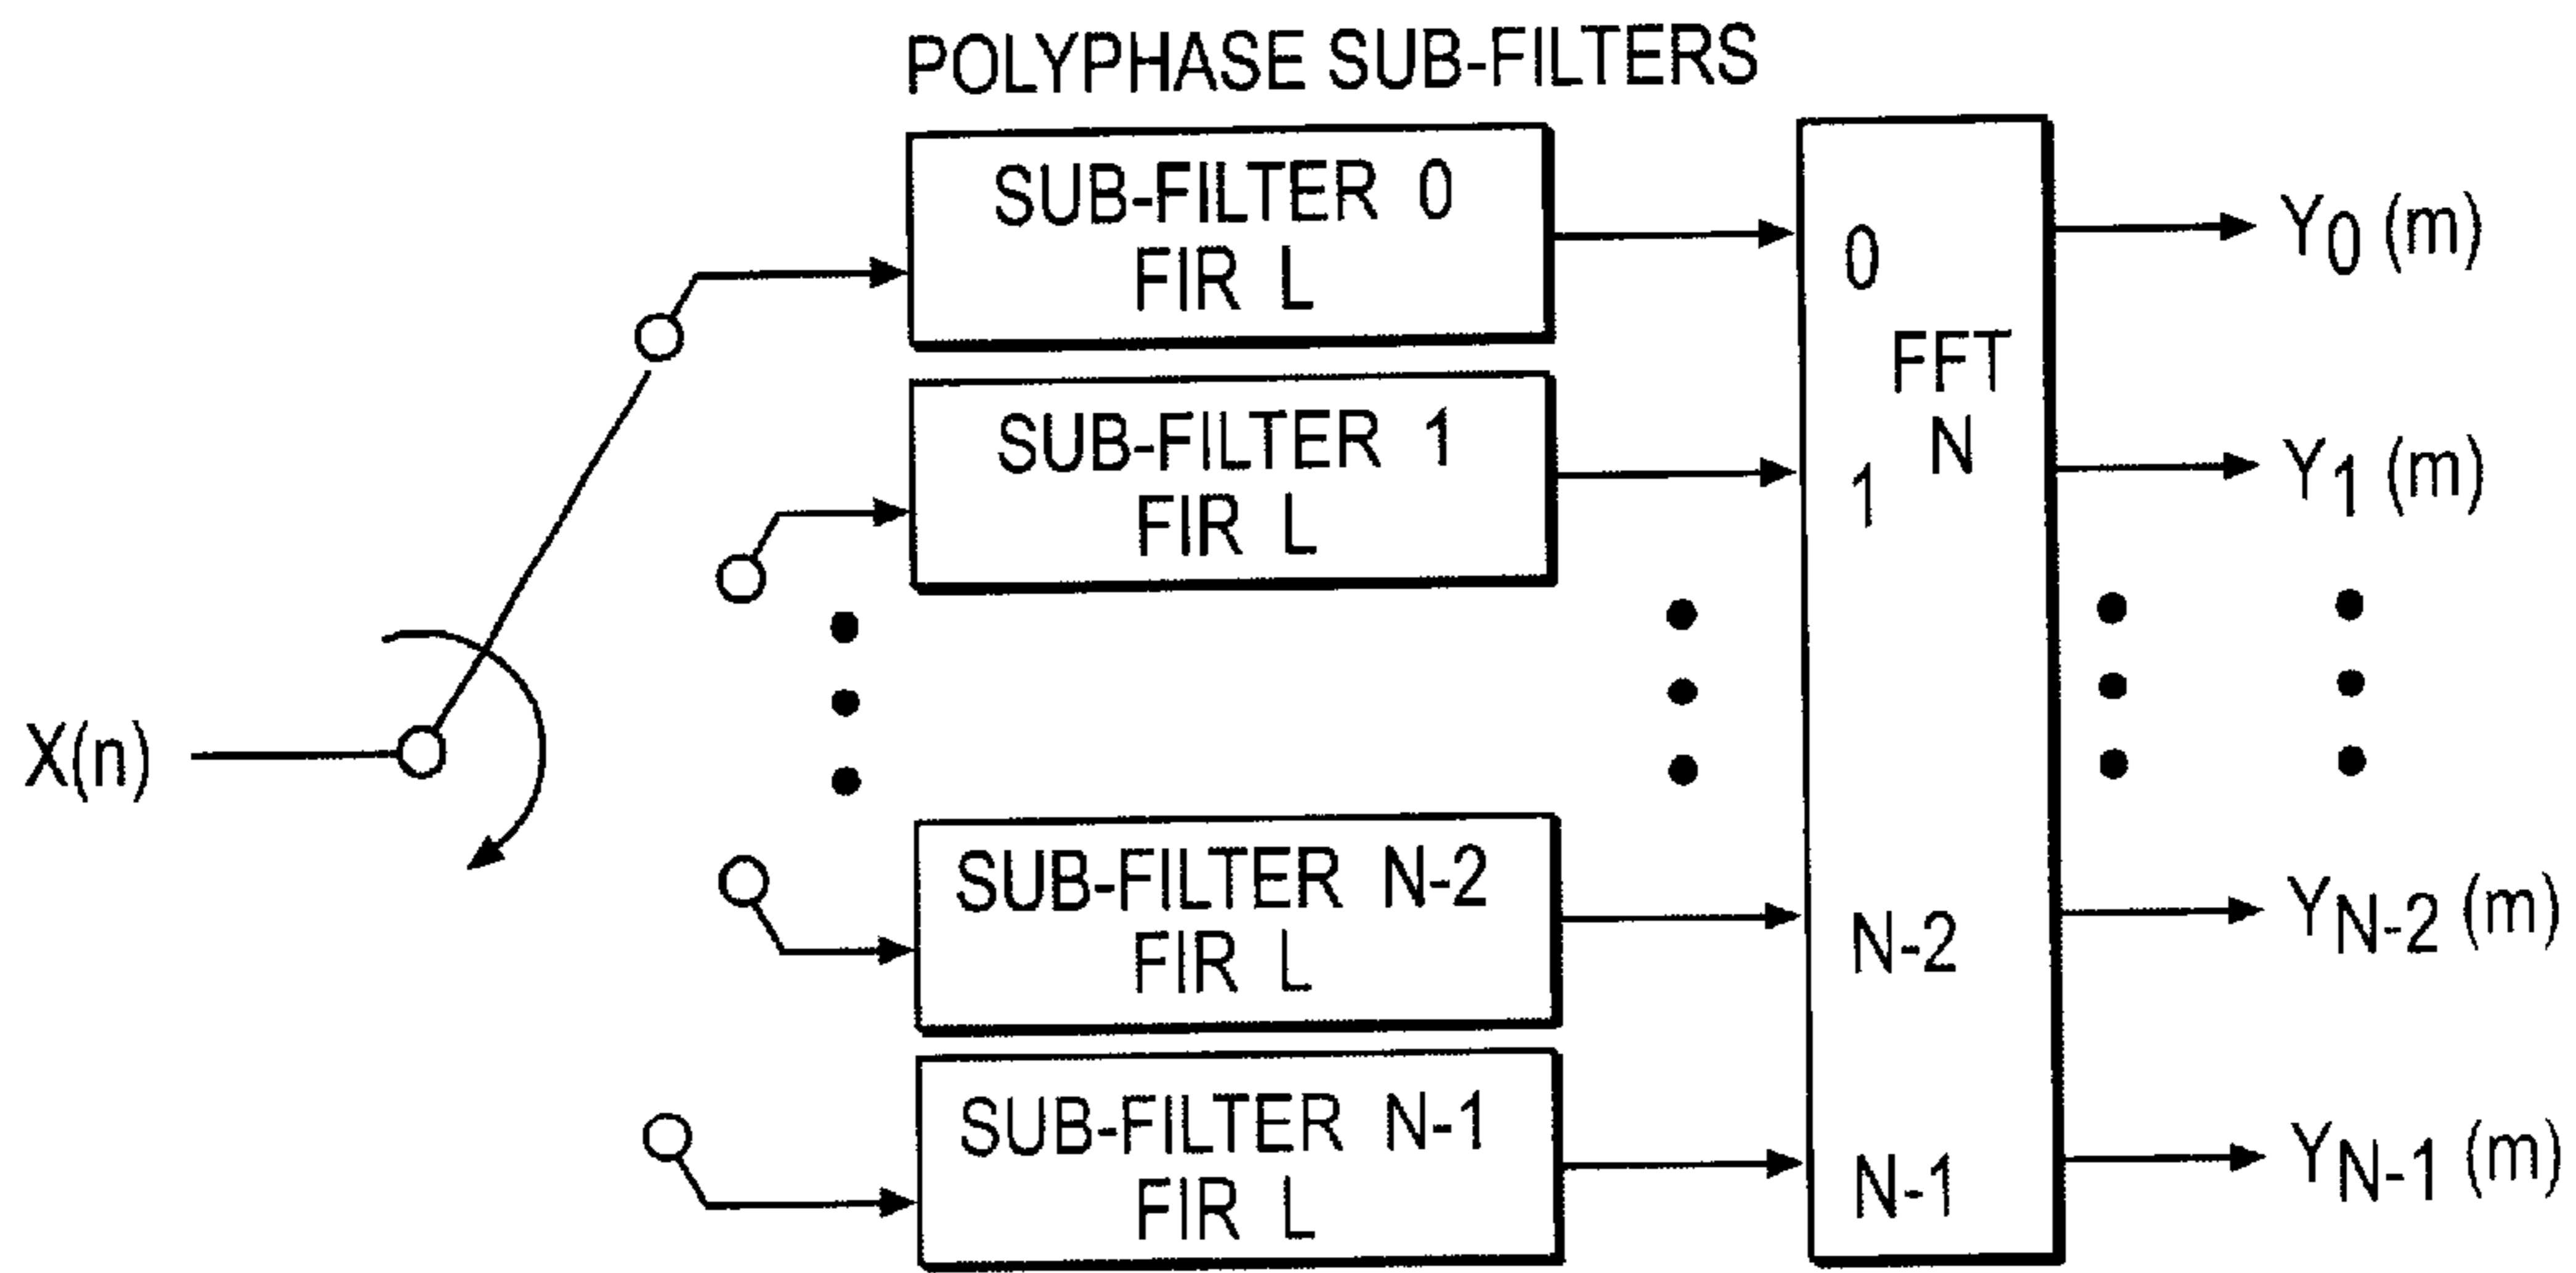 POLYPHASE SUB-FILTERS
SUB-FILTER 0
FIR L
0
Y0 (m)
FFT
N
SUB-FILTER 1
FIR L
1
Y1 (m)
X(n)
SUB-FILTER N-2
FIR L
N-2
YN-2 (m)
SUB-FILTER N-1
FIR L
N-1
YN-1 (m)